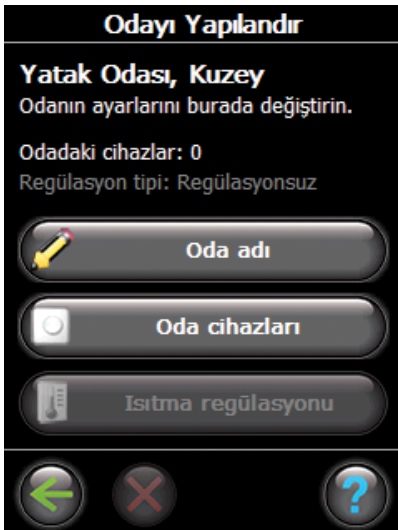 Odayı Yapılandır
Yatak Odası, Kuzey
Odanın ayarlarını burada değiştirin.
Odadaki cihazlar: 0
Regülasyon tipi: Regülasyonsuz
Oda adı
Oda cihazları
Isıtma regülasyonu
?